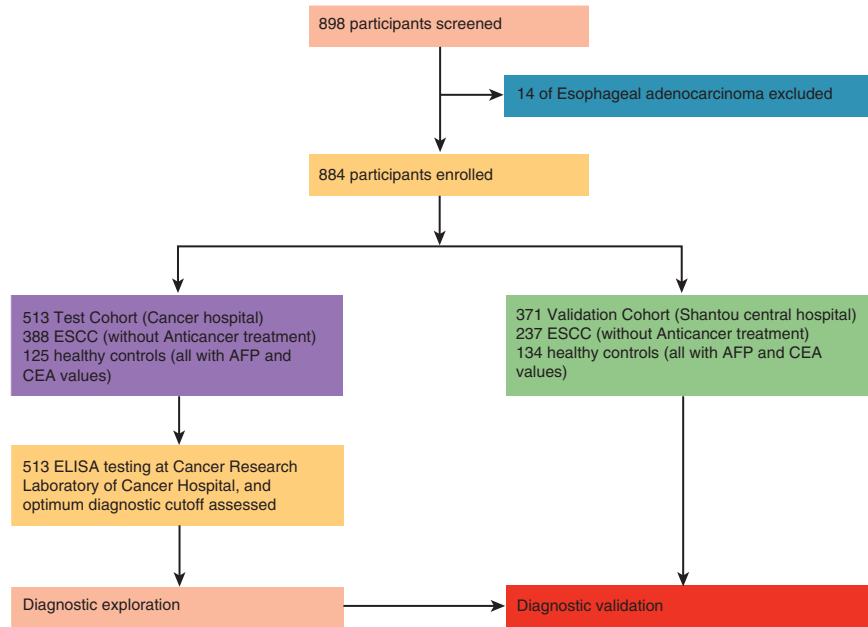 898 participants screened
14 of Esophageal adenocarcinoma excluded
884 participants enrolled
513 Test Cohort (Cancer hospital)
388 ESCC (without Anticancer treatment)
125 healthy controls (all with AFP and
CEA values)
371 Validation Cohort (Shantou central hospital)
237 ESCC (without Anticancer treatment)
134 healthy controls (all with AFP and CEA
values)
513 ELISA testing at Cancer Research
Laboratory of Cancer Hospital, and
optimum diagnostic cutoff assessed
Diagnostic exploration
Diagnostic validation